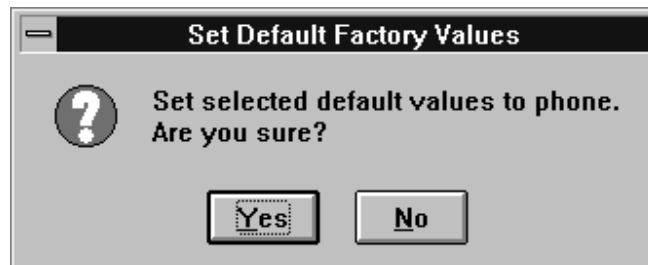 Set Default Factory Values
Set selected default values to phone.
Are you sure?
Yes No